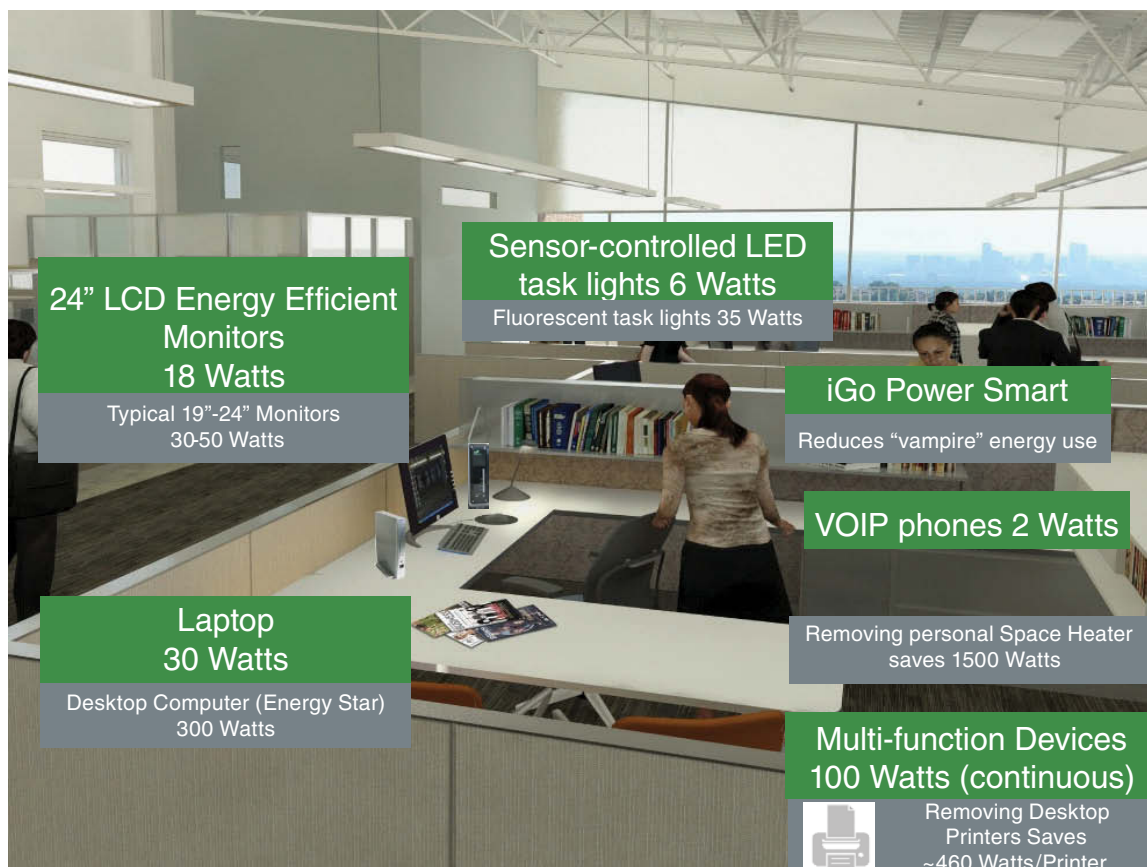 Sensor-controlled LED
task lights 6 Watts
Fluorescent task lights 35 Watts
24” LCD Energy Efficient
Monitors
18 Watts
Typical 19”-24” Monitors
30-50 Watts
iGo Power Smart
Reduces “vampire” energy use
VOIP phones 2 Watts
Laptop
30 Watts
Desktop Computer (Energy Star)
300 Watts
Removing personal Space Heater
saves 1500 Watts
Multi-function Devices
100 Watts (continuous)
Removing Desktop
Printers Saves
~460 Watts/Printer